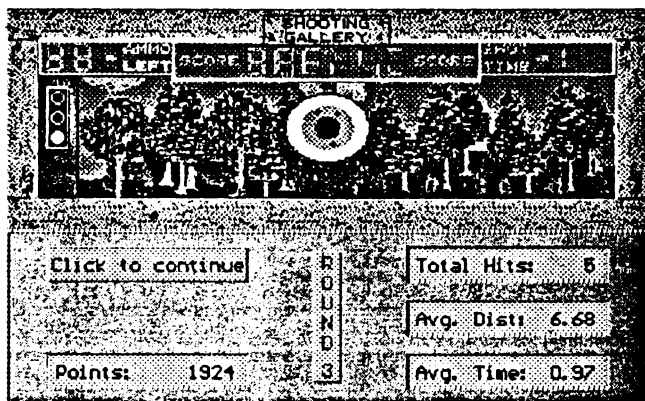 SHOOTING
GALLERY
AMMO
LEFT
SCORE
SCORE
TIME
Click to continue
ROUND 3
Total Hits: 5
Avg. Dist: 6.68
Points: 1924
Avg. Time: 0.97